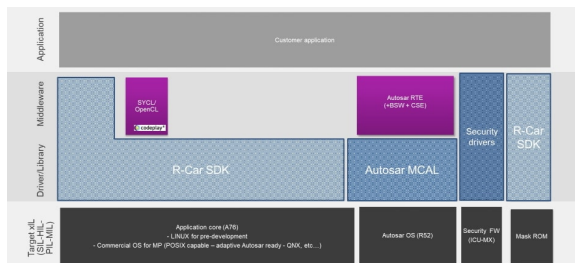 Application
Customer application
Middleware
SYCL/
OpenCL
codeplay
Autosar RTE
(+BSW + CSE)
Security
drivers
R-Car
SDK
Driver/Library
R-Car SDK
Autosar MCAL
Target xIL
(SIL-HIL-
PIL-MIL)
Application core (A76)
- LINUX for pre-development
- Commercial OS for MP (POSIX capable – adaptive Autosar ready - QNX, etc…)
Autosar OS (R52)
Security FW
(ICU-MX)
Mask ROM